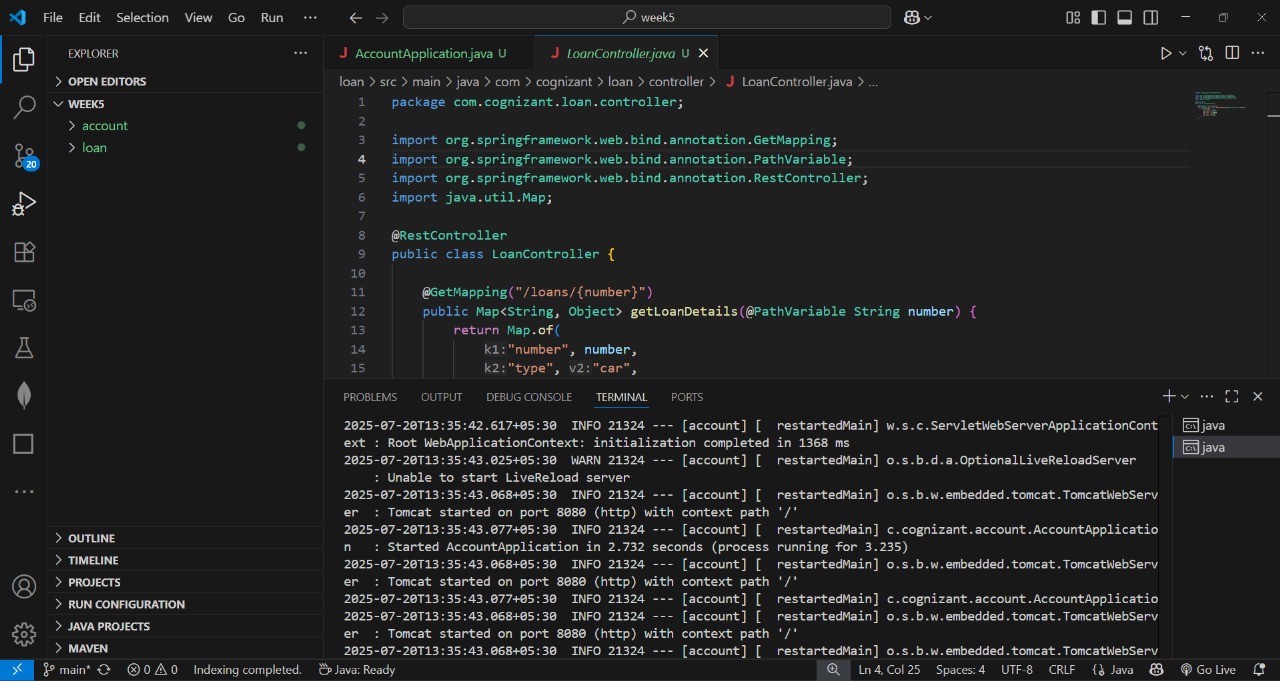 File Edit Selection View Go Run ··· week5
EXPLORER ···
OPEN EDITORS
WEEK5
account
loan
20
OUTLINE
TIMELINE
PROJECTS
RUN CONFIGURATION
JAVA PROJECTS
MAVEN
J AccountApplication.java U J LoanController.java U
loan > src > main > java > com > cognizant > loan > controller > J LoanController.java > ...
1 package com.cognizant.loan.controller;
2
3 import org.springframework.web.bind.annotation.GetMapping;
4 import org.springframework.web.bind.annotation.PathVariable;
5 import org.springframework.web.bind.annotation.RestController;
6 import java.util.Map;
7
8 @RestController
9 public class LoanController {
10
11 @GetMapping("/loans/{number}")
12 public Map<String, Object> getLoanDetails(@PathVariable String number) {
13 return Map.of(
14 k1:"number", number,
15 k2:"type", v2:"car",
PROBLEMS OUTPUT DEBUG CONSOLE TERMINAL PORTS
2025-07-20T13:35:42.617+05:30  INFO 21324 --- [account] [  restartedMain] w.s.c.ServletWebServerApplicationCont
ext : Root WebApplicationContext: initialization completed in 1368 ms
2025-07-20T13:35:43.025+05:30  WARN 21324 --- [account] [  restartedMain] o.s.b.d.a.OptionalLiveReloadServer
: Unable to start LiveReload server
2025-07-20T13:35:43.068+05:30  INFO 21324 --- [account] [  restartedMain] o.s.b.w.embedded.tomcat.TomcatWebServ
er  : Tomcat started on port 8080 (http) with context path '/'
2025-07-20T13:35:43.077+05:30  INFO 21324 --- [account] [  restartedMain] c.cognizant.account.AccountApplicatio
n   : Started AccountApplication in 2.732 seconds (process running for 3.235)
2025-07-20T13:35:43.068+05:30  INFO 21324 --- [account] [  restartedMain] o.s.b.w.embedded.tomcat.TomcatWebServ
er  : Tomcat started on port 8080 (http) with context path '/'
2025-07-20T13:35:43.077+05:30  INFO 21324 --- [account] [  restartedMain] c.cognizant.account.AccountApplicatio
2025-07-20T13:35:43.068+05:30  INFO 21324 --- [account] [  restartedMain] o.s.b.w.embedded.tomcat.TomcatWebServ
er  : Tomcat started on port 8080 (http) with context path '/'
2025-07-20T13:35:43.068+05:30  INFO 21324 --- [account] [  restartedMain] o.s.b.w.embedded.tomcat.TomcatWebServ
java
java
main* 0 0 Indexing completed. Java: Ready Ln 4, Col 25 Spaces: 4 UTF-8 CRLF {} Java Go Live